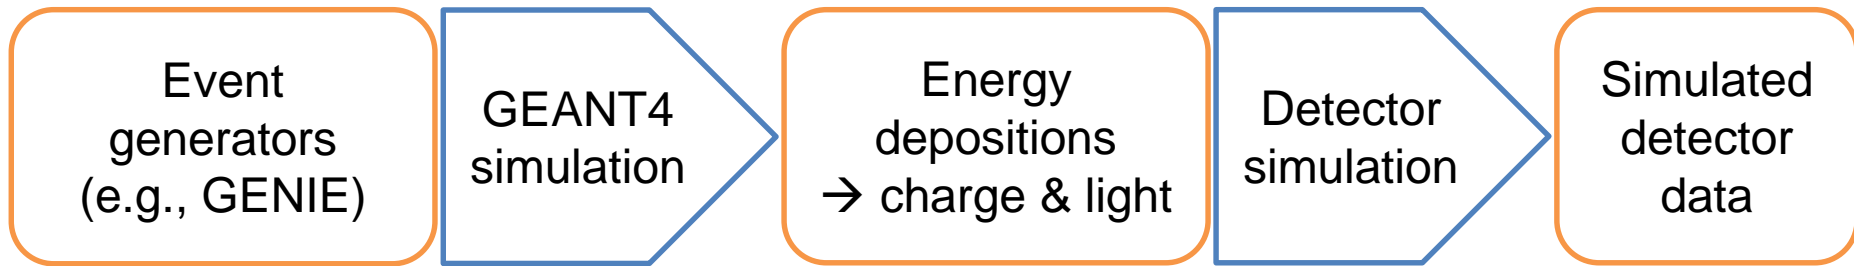 Event
generators
(e.g., GENIE)
GEANT4
simulation
Energy
depositions
→ charge & light
Detector
simulation
Simulated
detector
data